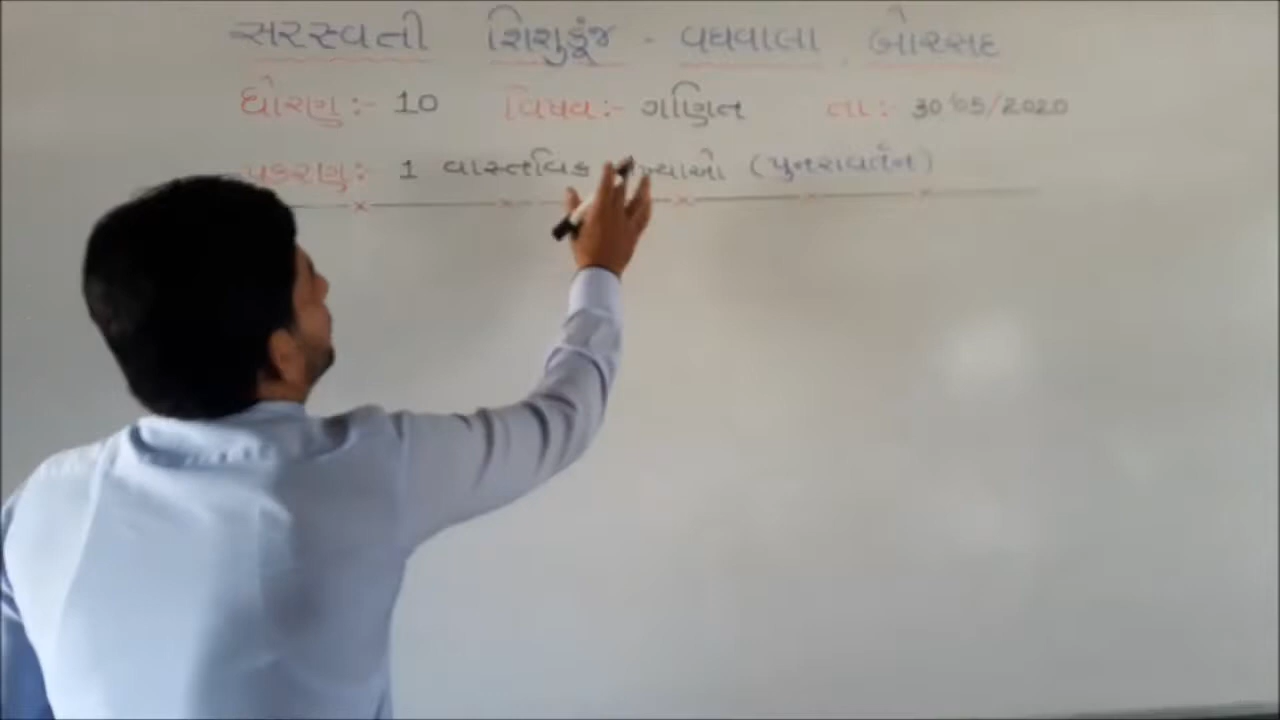 સરસ્વતી શિશુકૂંજ - વઘવાલા, બોરસદ
ધોરણ :- 10 વિષય :- ગણિત તા :- 30/05/2020
પ્રકરણ :- 1 વાસ્તવિક (પુનરાવર્તન)